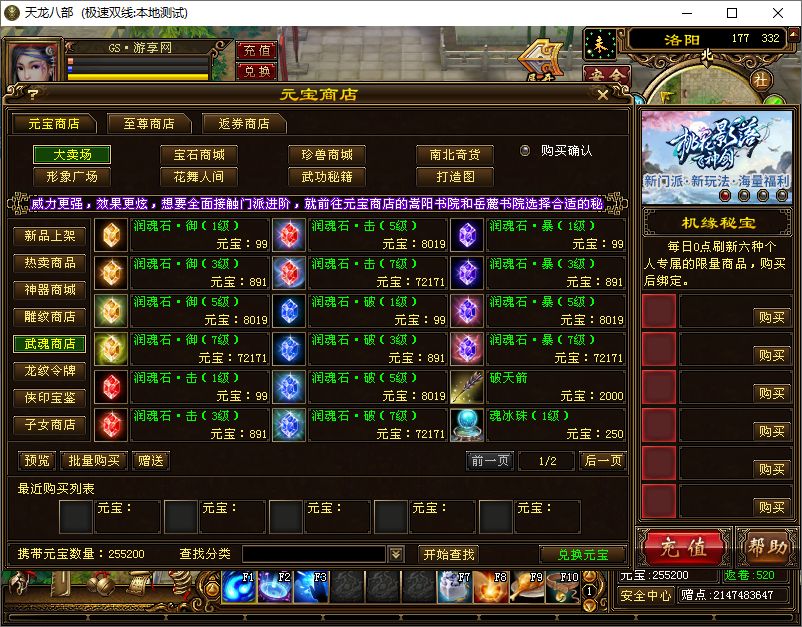 天龙八部 (极速双线:本地测试)
GS·游享网
充值
兑换
未
洛阳 177 332
北
安全
社
? 元宝商店
元宝商店 至尊商店 返券商店
大卖场 宝石商城 珍兽商城 南北奇货 购买确认
形象广场 花舞人间 武功秘籍 打造图
威力更强，效果更炫，想要全面接触门派进阶，就前往元宝商店的嵩阳书院和岳麓书院选择合适的秘
新品上架
热卖商品
神器商城
雕纹商店
武魂商店
龙纹令牌
侠印宝鉴
子女商店
润魂石·御（1级） 元宝：99
润魂石·击（5级） 元宝：8019
润魂石·暴（1级） 元宝：99
润魂石·御（3级） 元宝：891
润魂石·击（7级） 元宝：72171
润魂石·暴（3级） 元宝：891
润魂石·御（5级） 元宝：8019
润魂石·破（1级） 元宝：99
润魂石·暴（5级） 元宝：8019
润魂石·御（7级） 元宝：72171
润魂石·破（3级） 元宝：891
润魂石·暴（7级） 元宝：72171
润魂石·击（1级） 元宝：99
润魂石·破（5级） 元宝：8019
破天箭 元宝：2000
润魂石·击（3级） 元宝：891
润魂石·破（7级） 元宝：72171
魂冰珠（1级） 元宝：250
预览 批量购买 赠送 前一页 1/2 后一页
最近购买列表
元宝： 元宝： 元宝： 元宝： 元宝：
携带元宝数量：255200 查找分类 开始查找 兑换元宝
桃花影落
新门派·新玩法·海量福利
机缘秘宝
每日0点刷新六种个
人专属的限量商品，购买
后绑定。
购买
购买
购买
购买
购买
购买
充值 帮助
F1 F2 F3 F7 F8 F9 F10 1
元宝:255200 返卷:520
安全中心 赠点:2147483647